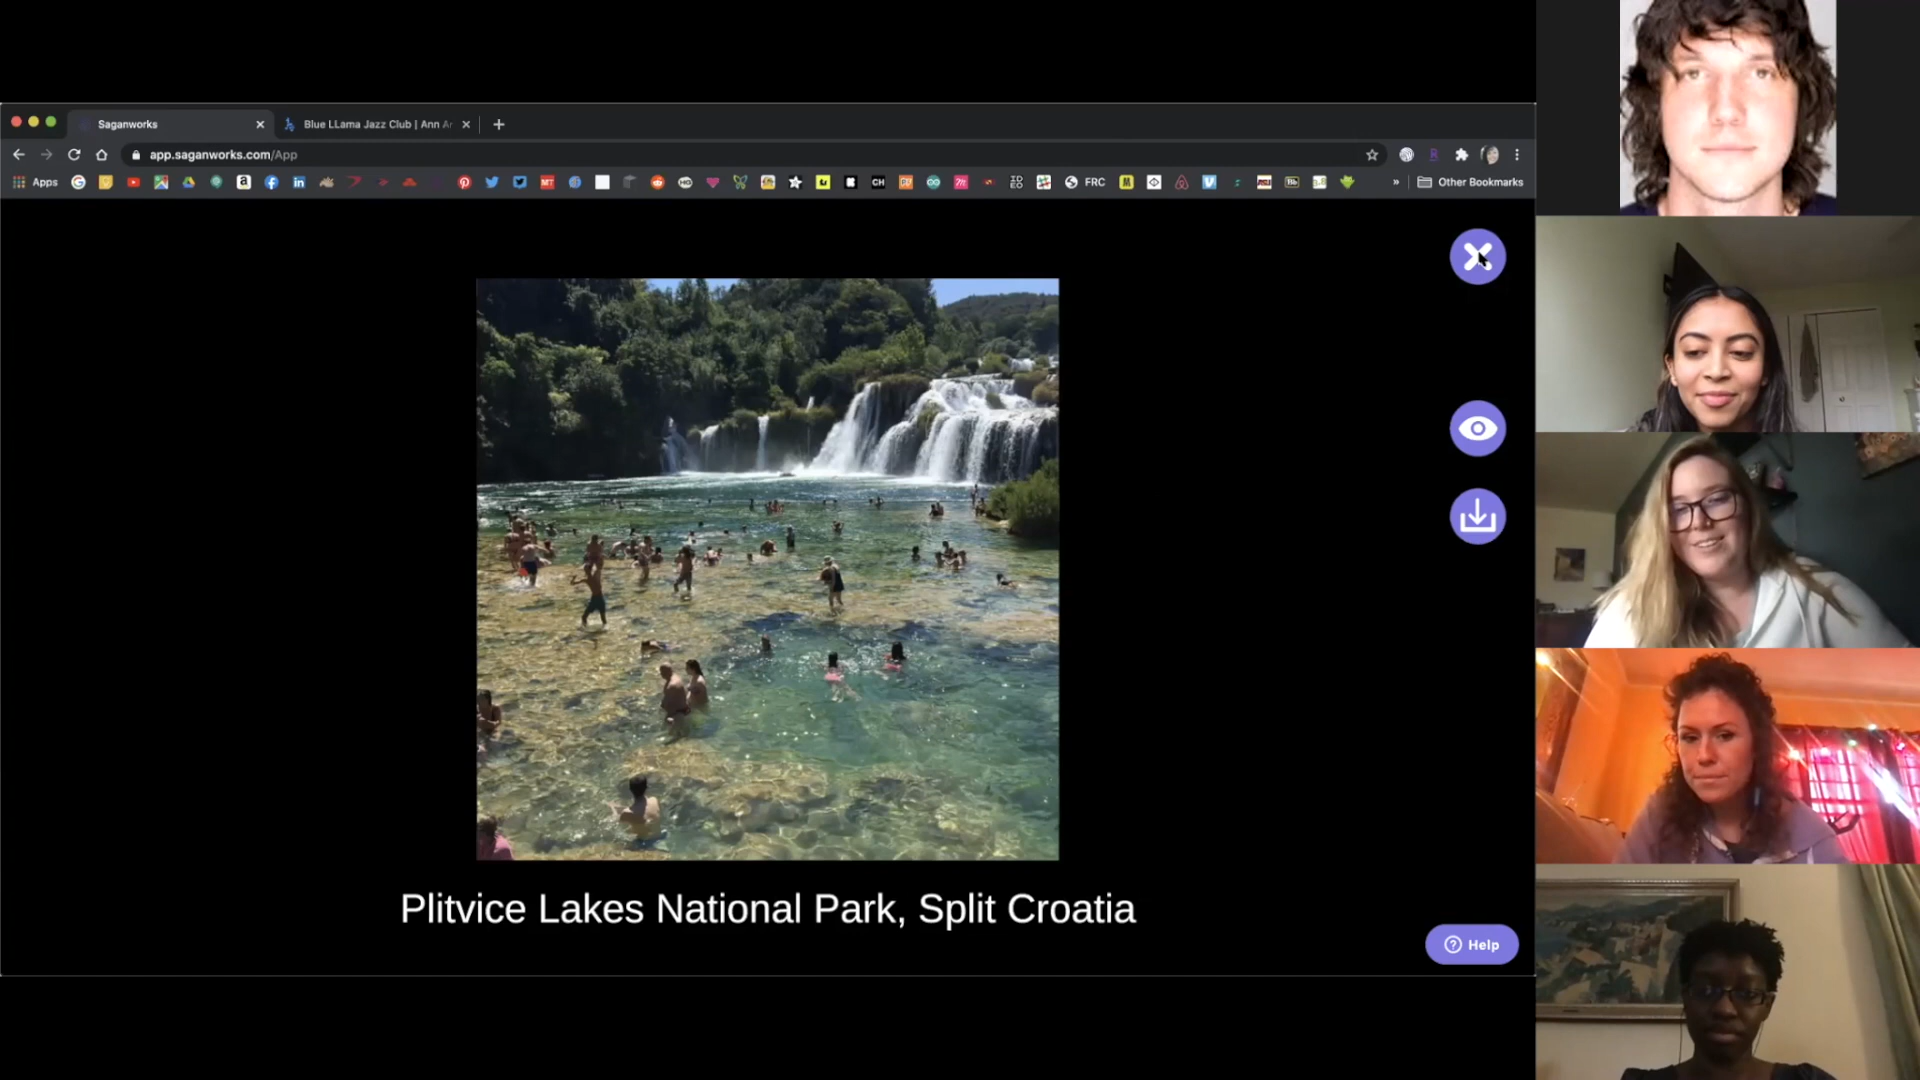 Saganworks
Blue LLama Jazz Club | Ann Ar
app.saganworks.com/App
Apps
FRC
Other Bookmarks
Plitvice Lakes National Park, Split Croatia
Help